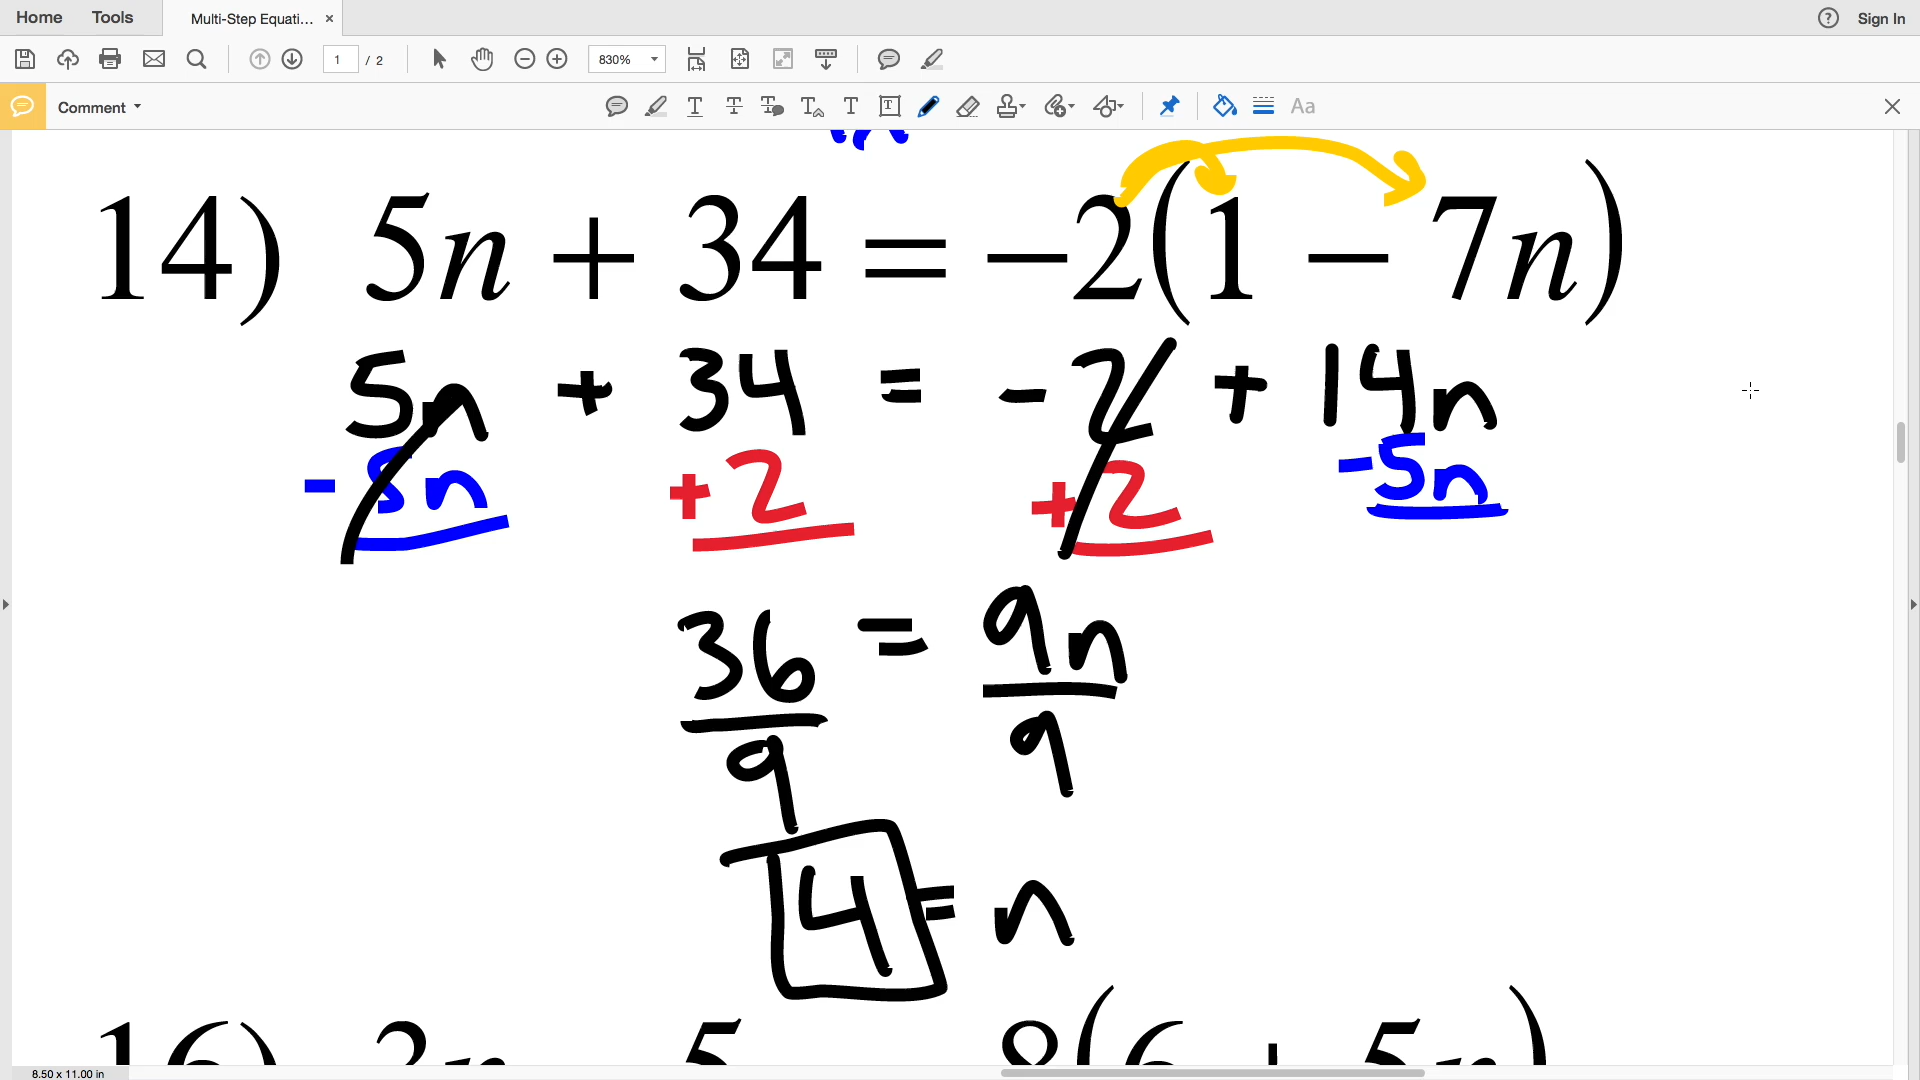 Home Tools Multi-Step Equati... × ? Sign In
1 / 2 830%
Comment T T T T T T Aa
14) 5n + 34 = −2(1 − 7n)
5n + 34 = -2 + 14n
-5n +2 +2 -5n
36 = 9n
9 9
4 = n
8.50 x 11.00 in